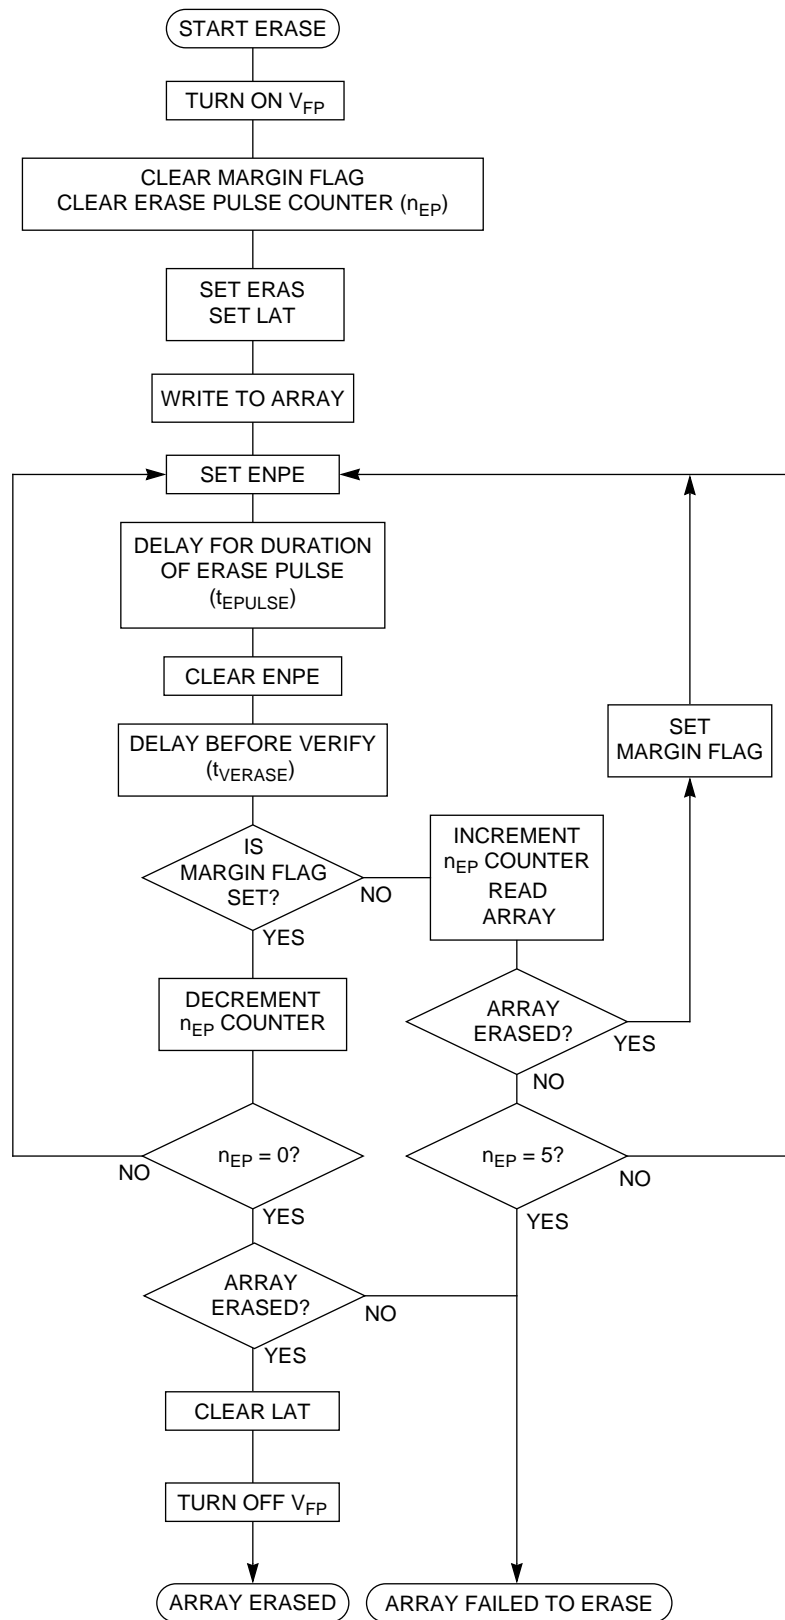 START ERASE
TURN ON VFP
CLEAR MARGIN FLAG
CLEAR ERASE PULSE COUNTER (nEP)
SET ERAS
SET LAT
WRITE TO ARRAY
SET ENPE
DELAY FOR DURATION
OF ERASE PULSE
(tEPULSE)
CLEAR ENPE
DELAY BEFORE VERIFY
(tVERASE)
SET
MARGIN FLAG
IS
MARGIN FLAG
SET?
NO
YES
INCREMENT
nEP COUNTER
READ
ARRAY
DECREMENT
nEP COUNTER
ARRAY
ERASED?
YES
NO
nEP = 0?
NO
YES
nEP = 5?
NO
YES
ARRAY
ERASED?
NO
YES
CLEAR LAT
TURN OFF VFP
ARRAY ERASED
ARRAY FAILED TO ERASE